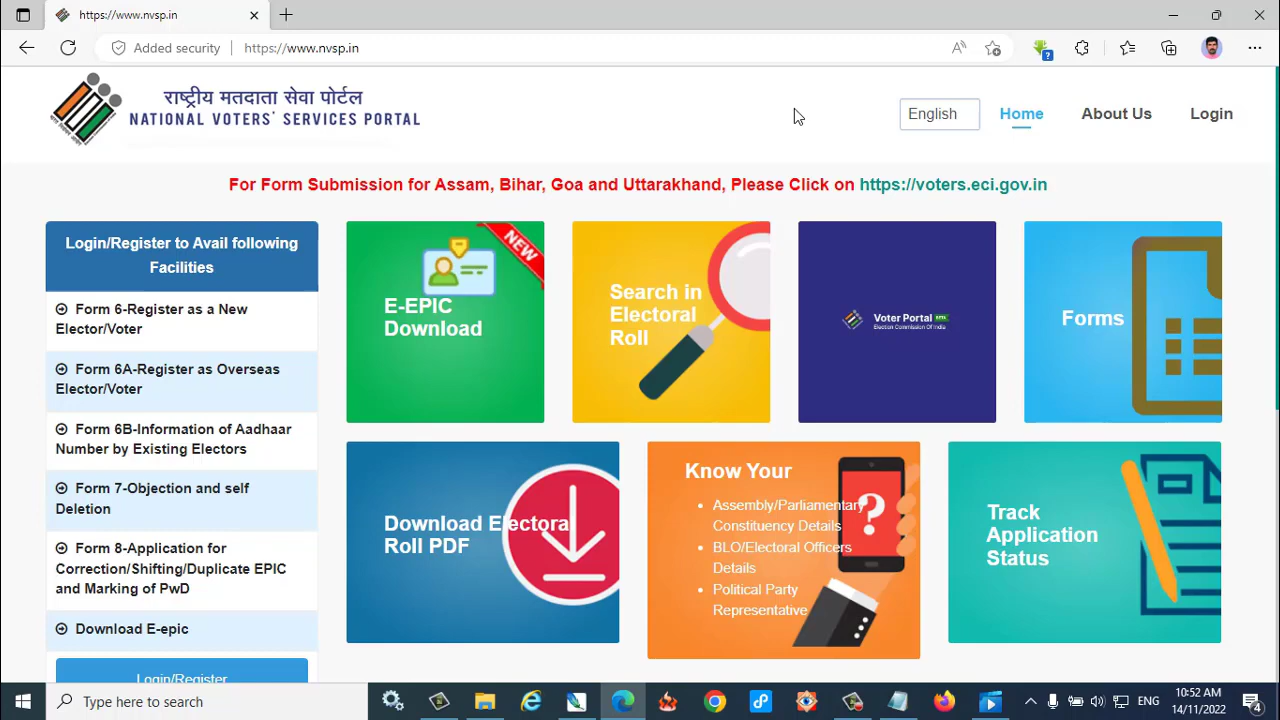 https://www.nvsp.in
Added security
https://www.nvsp.in
राष्ट्रीय मतदाता सेवा पोर्टल
NATIONAL VOTERS' SERVICES PORTAL
English
Home
About Us
Login
For Form Submission for Assam, Bihar, Goa and Uttarakhand, Please Click on https://voters.eci.gov.in
Login/Register to Avail following
Facilities
Form 6-Register as a New
Elector/Voter
Form 6A-Register as Overseas
Elector/Voter
Form 6B-Information of Aadhaar
Number by Existing Electors
Form 7-Objection and self
Deletion
Form 8-Application for
Correction/Shifting/Duplicate EPIC
and Marking of PwD
Download E-epic
Login/Register
NEW
E-EPIC
Download
Search in
Electoral
Roll
Voter Portal
Election Commission Of India
Forms
Download Electoral
Roll PDF
Know Your
Assembly/Parliamentary
Constituency Details
BLO/Electoral Officers
Details
Political Party
Representative
?
Track
Application
Status
Type here to search
ENG
10:52 AM
14/11/2022
4